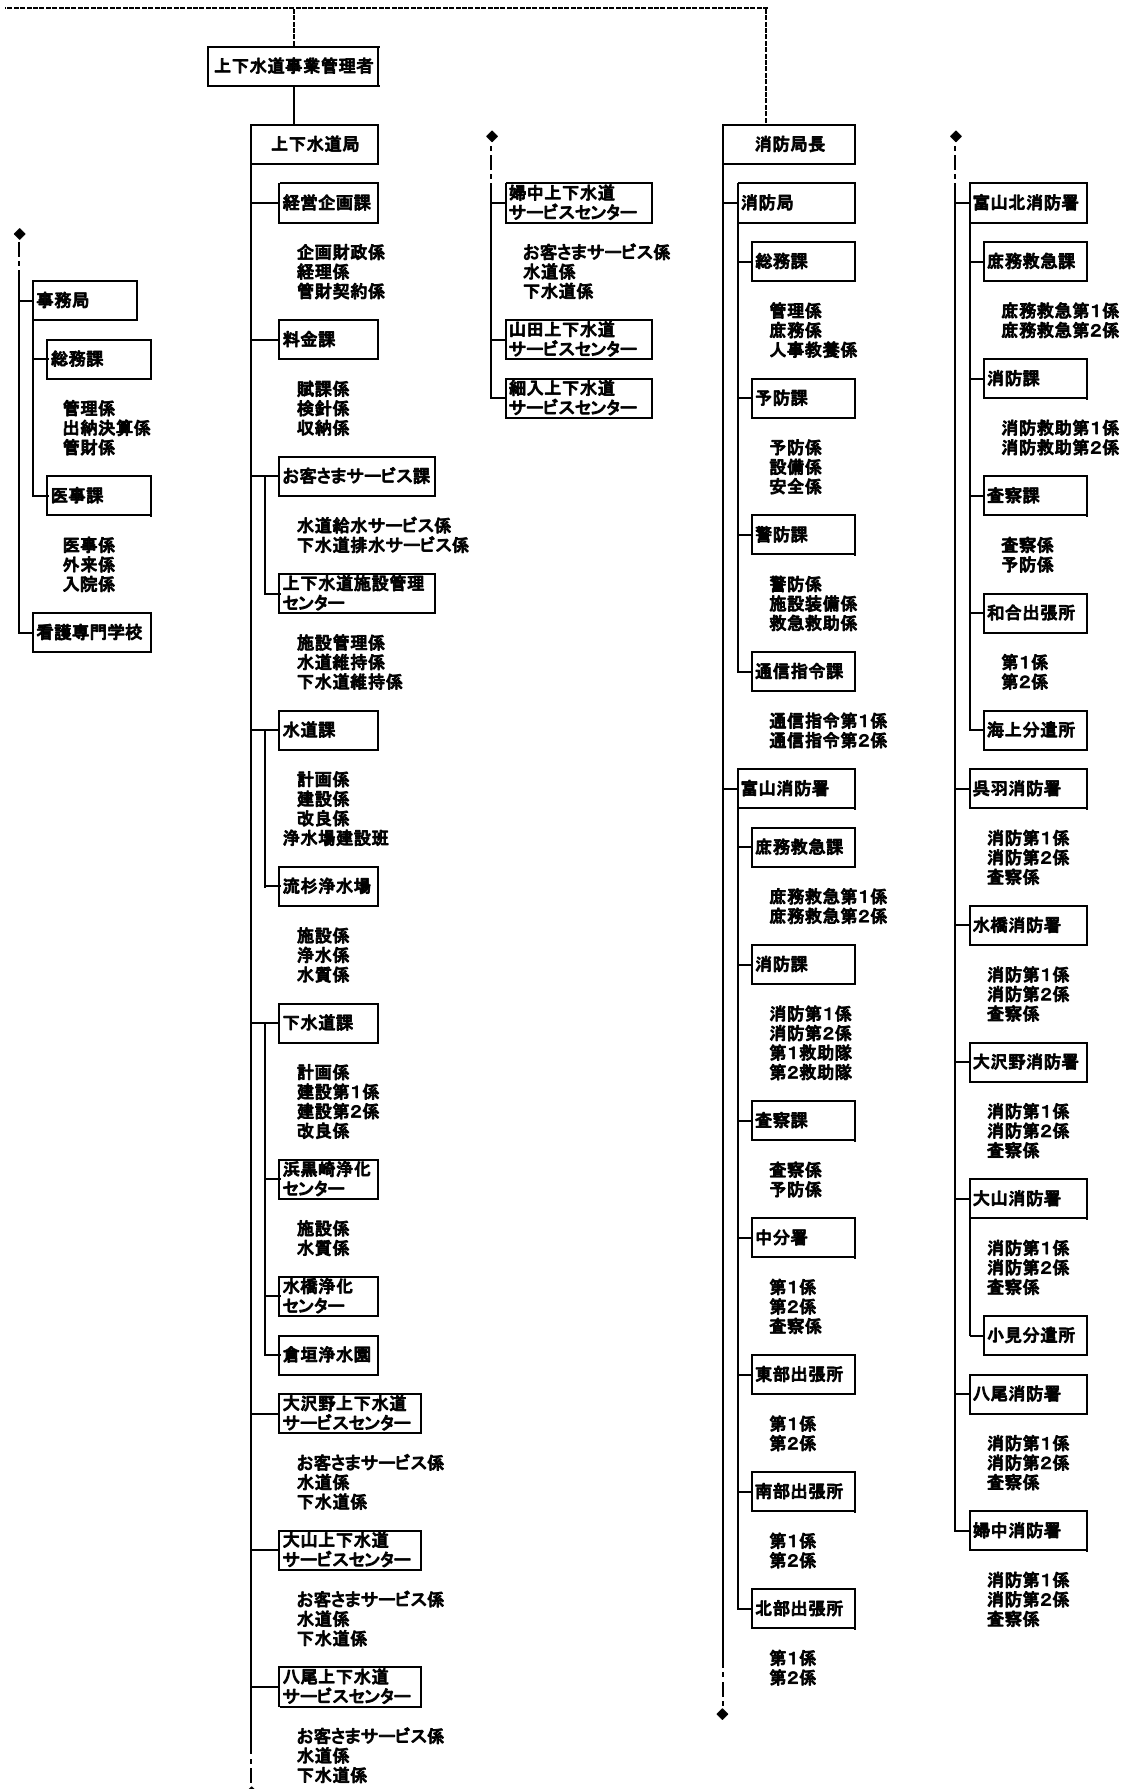 事務局
総務課
管理係
出納決算係
管財係
医事課
医事係
外来係
入院係
看護専門学校
上下水道事業管理者
上下水道局
経営企画課
企画財政係
経理係
管財契約係
料金課
賦課係
検針係
収納係
お客さまサービス課
水道給水サービス係
下水道排水サービス係
上下水道施設管理
センター
施設管理係
水道維持係
下水道維持係
水道課
計画係
建設係
改良係
浄水場建設班
流杉浄水場
施設係
浄水係
水質係
下水道課
計画係
建設第1係
建設第2係
改良係
浜黒崎浄化
センター
施設係
水質係
水橋浄化
センター
倉垣浄水園
大沢野上下水道
サービスセンター
お客さまサービス係
水道係
下水道係
大山上下水道
サービスセンター
お客さまサービス係
水道係
下水道係
八尾上下水道
サービスセンター
お客さまサービス係
水道係
下水道係
婦中上下水道
サービスセンター
お客さまサービス係
水道係
下水道係
山田上下水道
サービスセンター
細入上下水道
サービスセンター
消防局長
消防局
総務課
管理係
庶務係
人事教養係
予防課
予防係
設備係
安全係
警防課
警防係
施設装備係
救急救助係
通信指令課
通信指令第1係
通信指令第2係
富山消防署
庶務救急課
庶務救急第1係
庶務救急第2係
消防課
消防第1係
消防第2係
第1救助隊
第2救助隊
査察課
査察係
予防係
中分署
第1係
第2係
査察係
東部出張所
第1係
第2係
南部出張所
第1係
第2係
北部出張所
第1係
第2係
富山北消防署
庶務救急課
庶務救急第1係
庶務救急第2係
消防課
消防救助第1係
消防救助第2係
査察課
査察係
予防係
和合出張所
第1係
第2係
海上分遣所
呉羽消防署
消防第1係
消防第2係
査察係
水橋消防署
消防第1係
消防第2係
査察係
大沢野消防署
消防第1係
消防第2係
査察係
大山消防署
消防第1係
消防第2係
査察係
小見分遣所
八尾消防署
消防第1係
消防第2係
査察係
婦中消防署
消防第1係
消防第2係
査察係